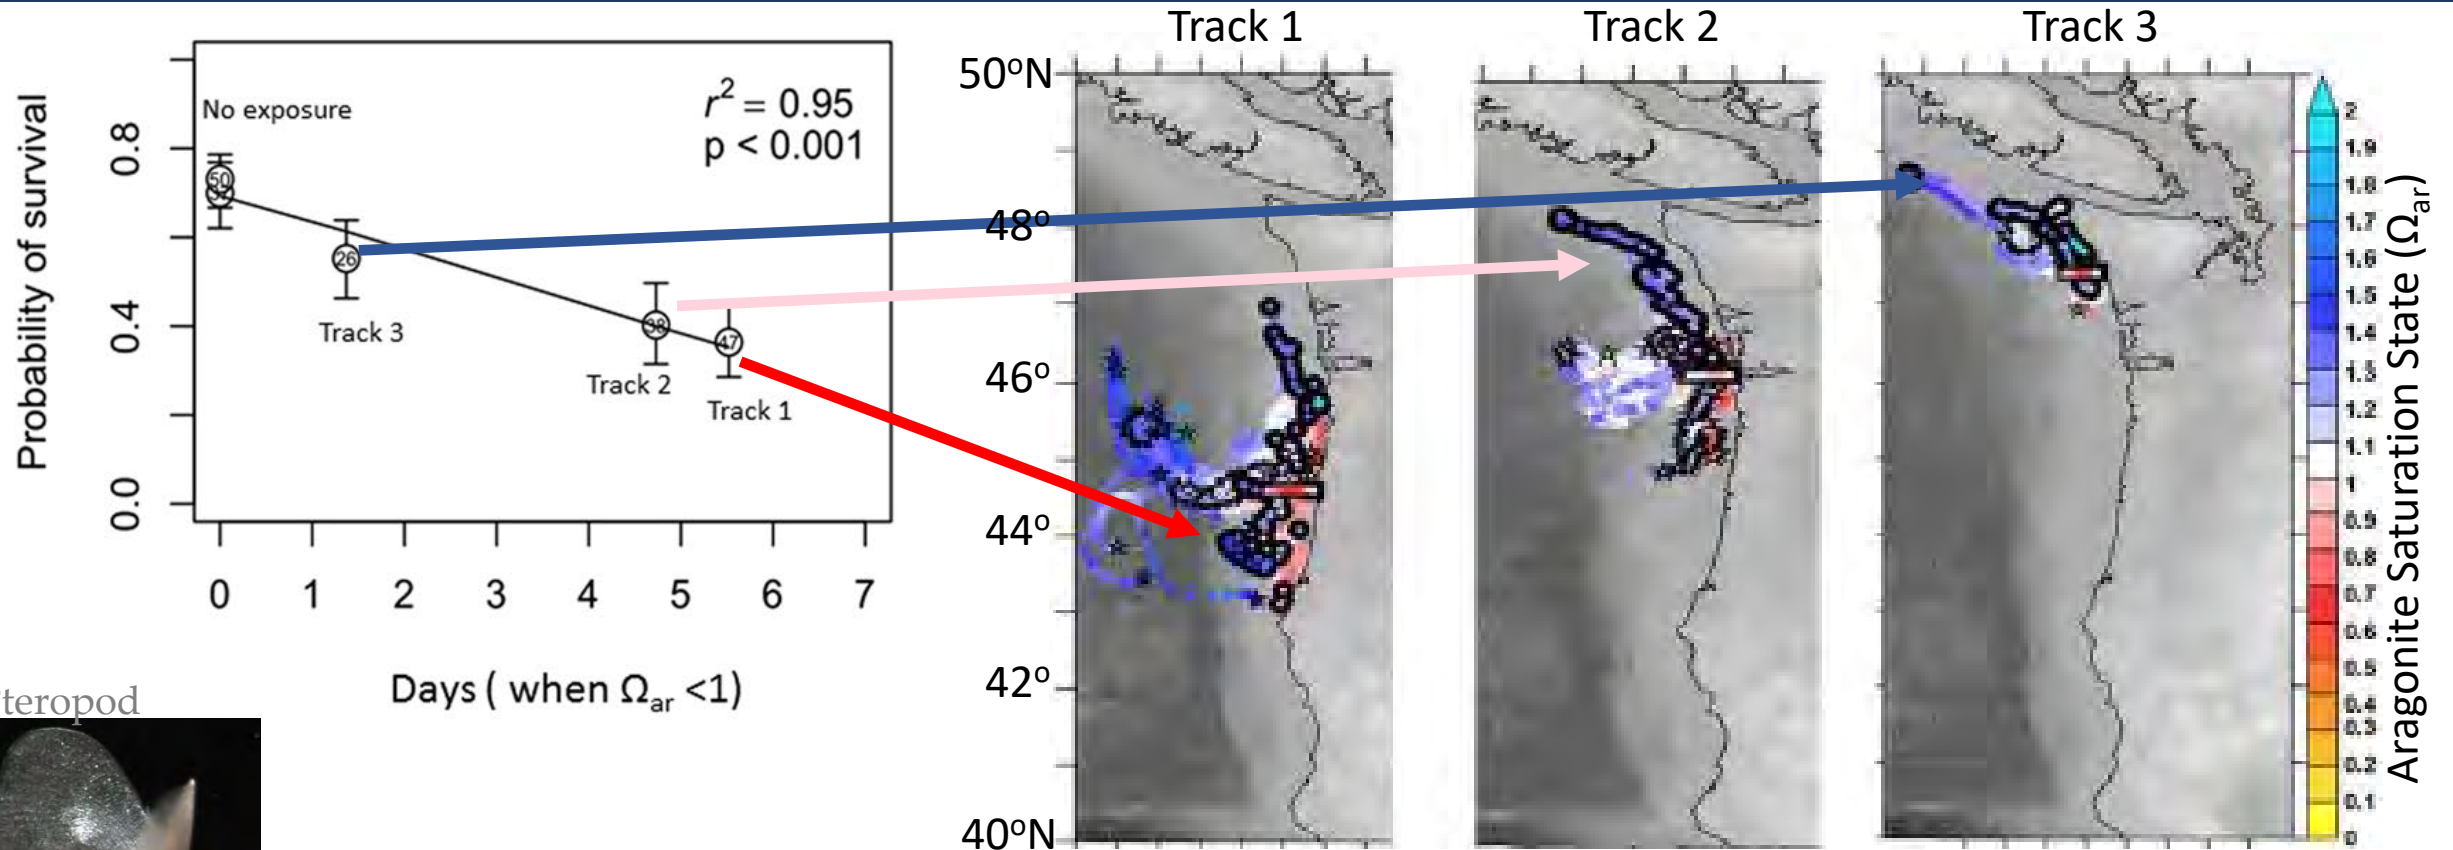 Track 1
Track 2
Track 3
Probability of survival
0.8
0.4
0.0
No exposure
r² = 0.95
p < 0.001
50
26
Track 3
38
Track 2
47
Track 1
0 1 2 3 4 5 6 7
Days ( when Ωar <1)
teropod
50°N
48°
46°
44°
42°
40°N
2
1.9
1.8
1.7
1.6
1.5
1.4
1.3
1.2
1.1
1
0.9
0.8
0.7
0.6
0.5
0.4
0.3
0.2
0.1
0
Aragonite Saturation State (Ωar)